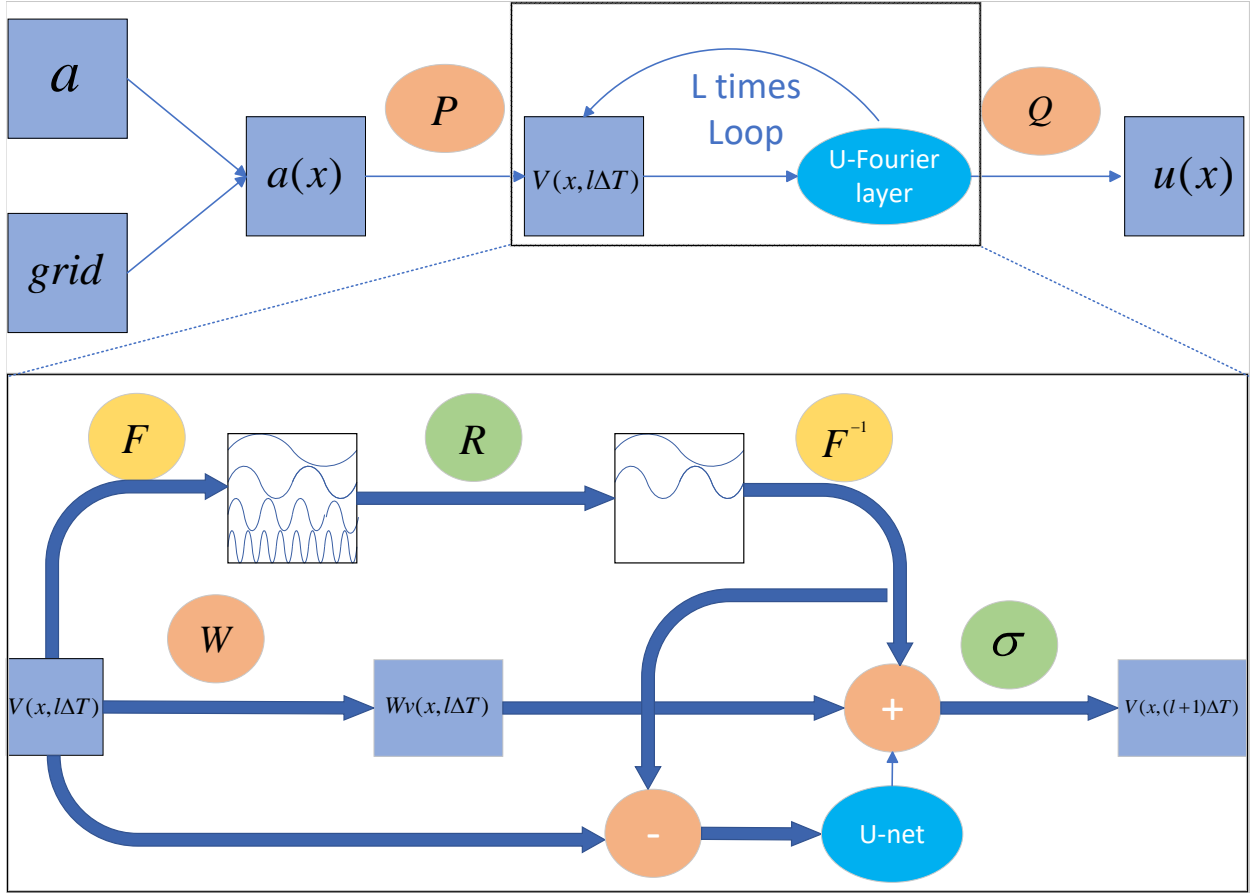 a
grid
a(x)
P
V(x,lΔT)
L times
Loop
U-Fourier
layer
Q
u(x)
F
R
F⁻¹
W
σ
V(x,lΔT)
Wv(x,lΔT)
+
V(x,(l+1)ΔT)
-
U-net